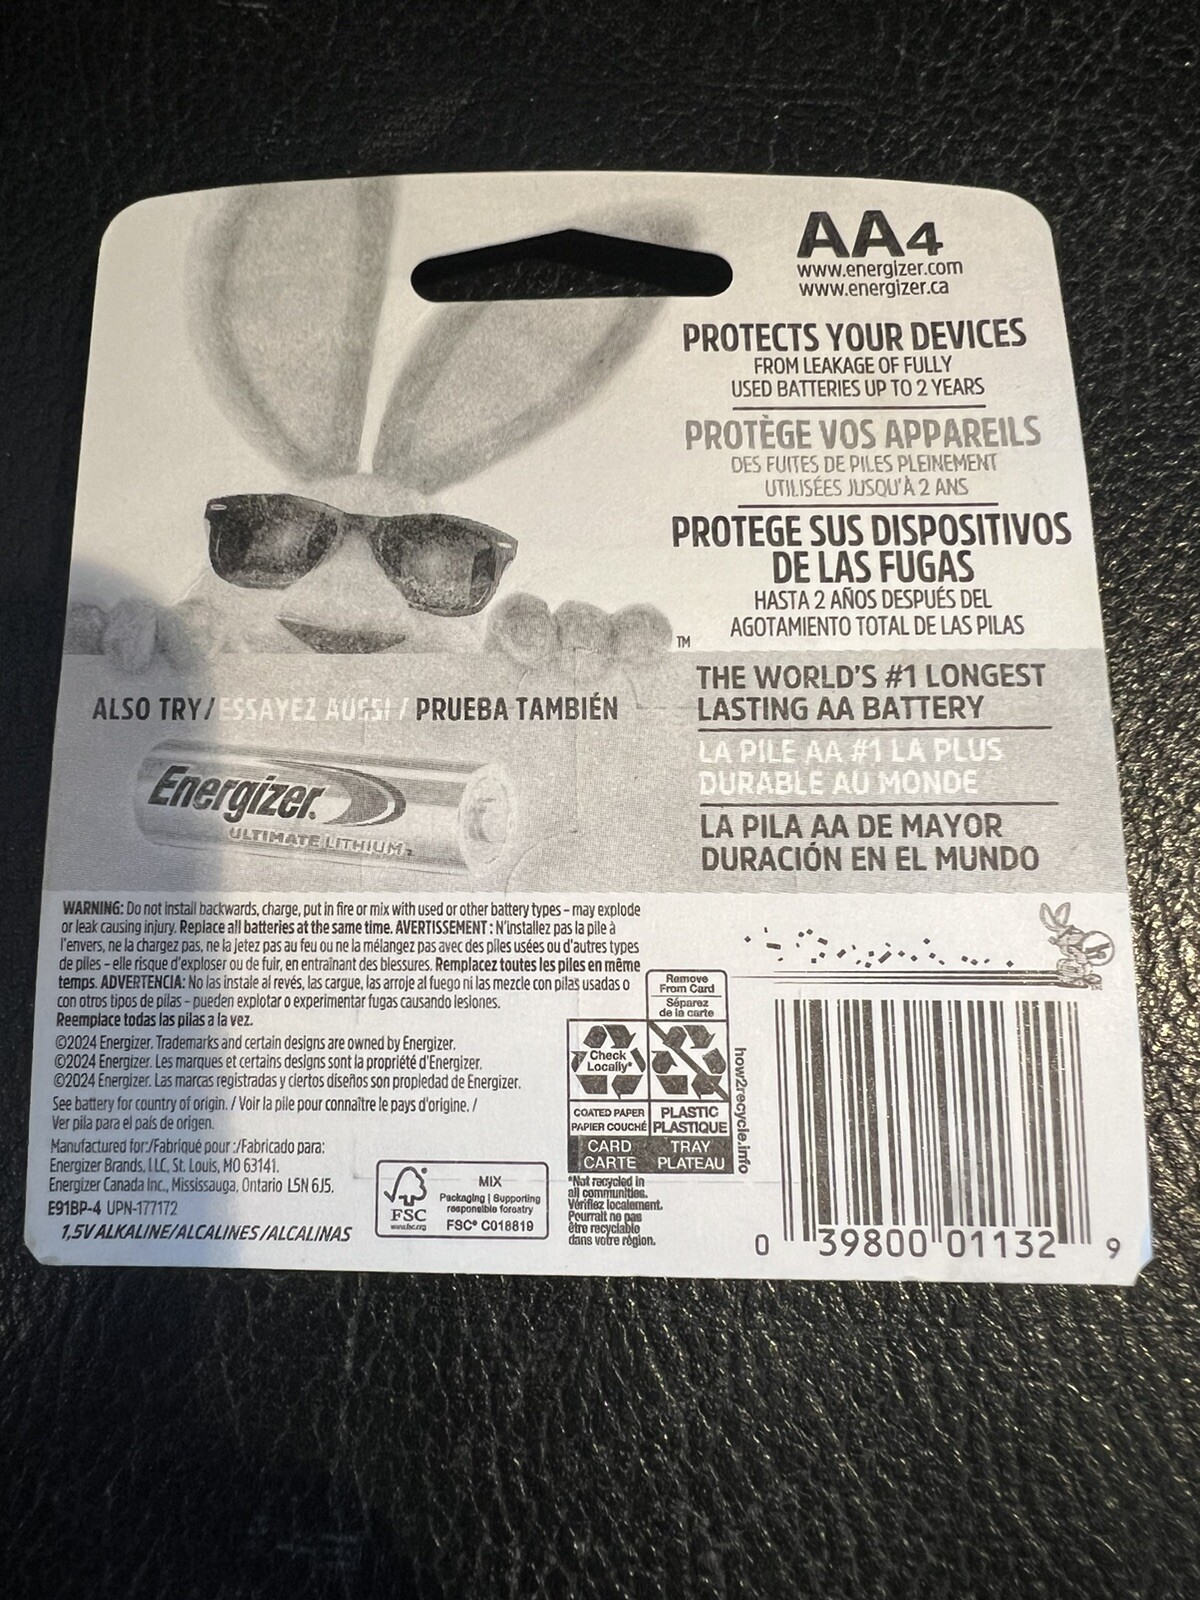 AA4
www.energizer.com
www.energizer.ca
PROTECTS YOUR DEVICES
FROM LEAKAGE OF FULLY
USED BATTERIES UP TO 2 YEARS
PROTÈGE VOS APPAREILS
DES FUITES DE PILES PLEINEMENT
UTILISÉES JUSQU'À 2 ANS
PROTEGE SUS DISPOSITIVOS
DE LAS FUGAS
HASTA 2 AÑOS DESPUÉS DEL
AGOTAMIENTO TOTAL DE LAS PILAS
TM
ALSO TRY / ESSAYEZ AUSSI / PRUEBA TAMBIÉN
Energizer.
ULTIMATE LITHIUM
THE WORLD'S #1 LONGEST
LASTING AA BATTERY
LA PILE AA #1 LA PLUS
DURABLE AU MONDE
LA PILA AA DE MAYOR
DURACIÓN EN EL MUNDO
WARNING: Do not install backwards, charge, put in fire or mix with used or other battery types – may explode
or leak causing injury. Replace all batteries at the same time. AVERTISSEMENT : N'installez pas la pile à
l'envers, ne la chargez pas, ne la jetez pas au feu ou ne la mélangez pas avec des piles usées ou d'autres types
de piles – elle risque d'exploser ou de fuir, en entraînant des blessures. Remplacez toutes les piles en même
temps. ADVERTENCIA: No las instale al revés, las cargue, las arroje al fuego ni las mezcle con pilas usadas o
con otros tipos de pilas – pueden explotar o experimentar fugas causando lesiones.
Reemplace todas las pilas a la vez.
©2024 Energizer. Trademarks and certain designs are owned by Energizer.
©2024 Energizer. Les marques et certains designs sont la propriété d'Energizer.
©2024 Energizer. Las marcas registradas y ciertos diseños son propiedad de Energizer.
See battery for country of origin. / Voir la pile pour connaître le pays d'origine. /
Ver pila para el país de origen.
Manufactured for:/Fabriqué pour :/Fabricado para:
Energizer Brands, LLC, St. Louis, MO 63141.
Energizer Canada Inc., Mississauga, Ontario L5N 6J5.
E91BP-4 UPN-177172
1,5V ALKALINE/ALCALINES/ALCALINAS
FSC
www.fsc.org
MIX
Packaging | Supporting
responsible forestry
FSC® C018819
Remove
From Card
Séparez
de la carte
Check
Locally*
COATED PAPER
PAPIER COUCHÉ
PLASTIC
PLASTIQUE
CARD
CARTE
TRAY
PLATEAU
how2recycle.info
*Not recycled in
all communities.
Vérifiez localement.
Pourrait ne pas
être recyclable
dans votre région.
0 39800 01132 9